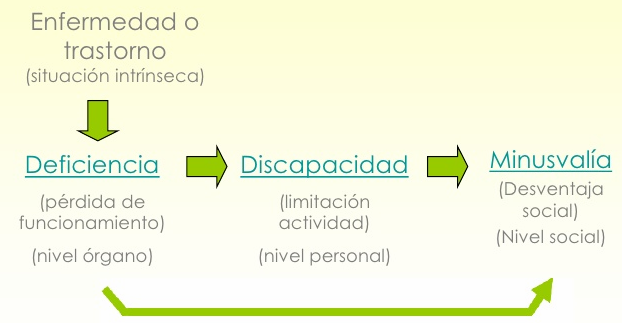 Enfermedad o
trastorno
(situación intrínseca)
Deficiencia
(pérdida de
funcionamiento)
(nivel órgano)
Discapacidad
(limitación
actividad)
(nivel personal)
Minusvalía
(Desventaja
social)
(Nivel social)